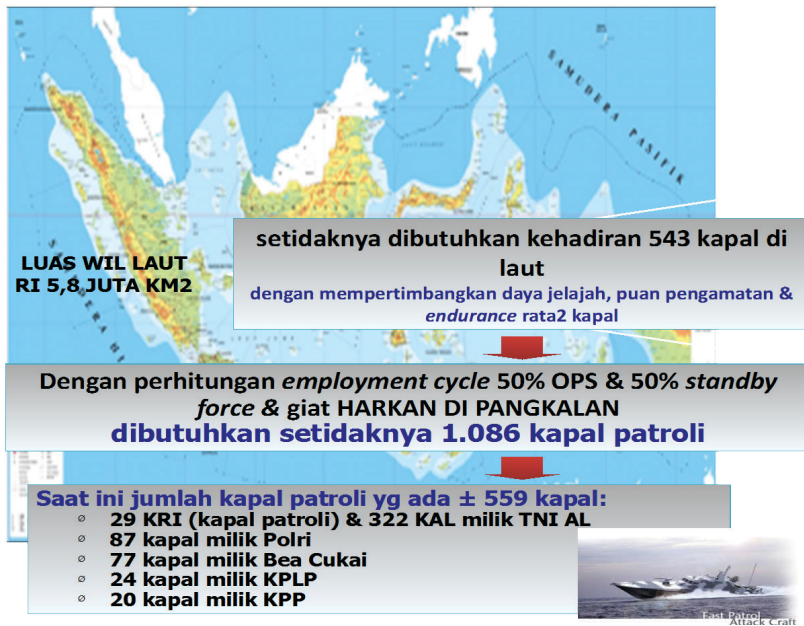 SAMUDERA PASIFIK
LUAS WIL LAUT
RI 5,8 JUTA KM2
setidaknya dibutuhkan kehadiran 543 kapal di
laut
dengan mempertimbangkan daya jelajah, puan pengamatan &
endurance rata2 kapal
Dengan perhitungan employment cycle 50% OPS & 50% standby
force & giat HARKAN DI PANGKALAN
dibutuhkan setidaknya 1.086 kapal patroli
Saat ini jumlah kapal patroli yg ada ± 559 kapal:
Ø 29 KRI (kapal patroli) & 322 KAL milik TNI AL
Ø 87 kapal milik Polri
Ø 77 kapal milik Bea Cukai
Ø 24 kapal milik KPLP
Ø 20 kapal milik KPP
Fast Patrol
Attack Craft